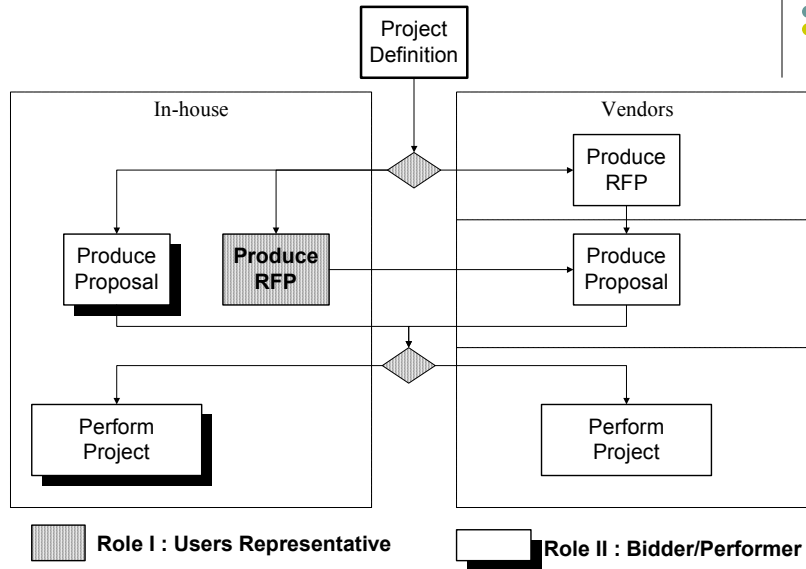 Project
Definition
In-house
Vendors
Produce
RFP
Produce
Proposal
Produce
RFP
Produce
Proposal
Perform
Project
Perform
Project
Role I : Users Representative
Role II : Bidder/Performer